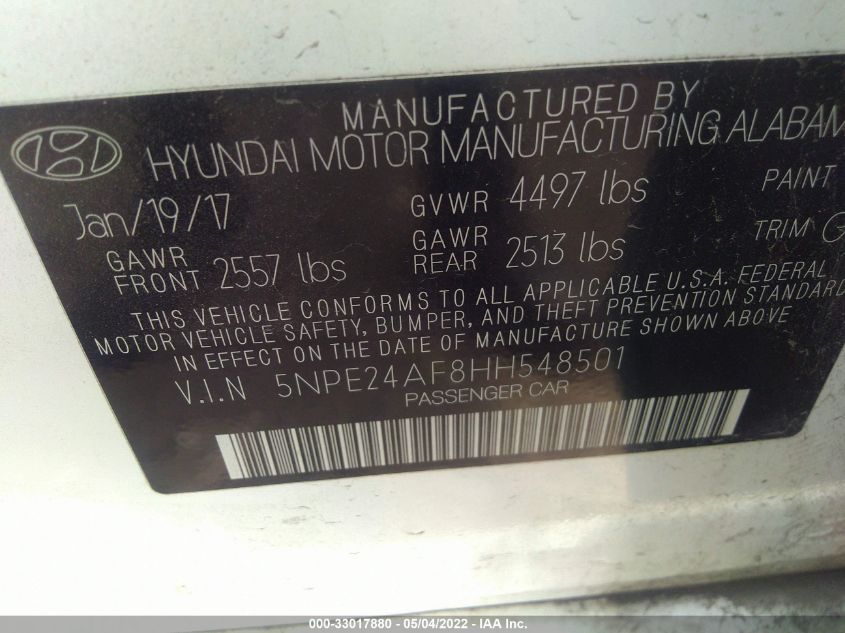 MANUFACTURED BY
HYUNDAI MOTOR MANUFACTURING ALABAM
Jan/19/17 GVWR 4497 lbs PAINT
GAWR FRONT 2557 lbs GAWR REAR 2513 lbs TRIM G
THIS VEHICLE CONFORMS TO ALL APPLICABLE U.S.A. FEDERAL
MOTOR VEHICLE SAFETY, BUMPER, AND THEFT PREVENTION STANDARD
IN EFFECT ON THE DATE OF MANUFACTURE SHOWN ABOVE
V.I.N 5NPE24AF8HH548501
PASSENGER CAR
000-33017880 - 05/04/2022 - IAA Inc.